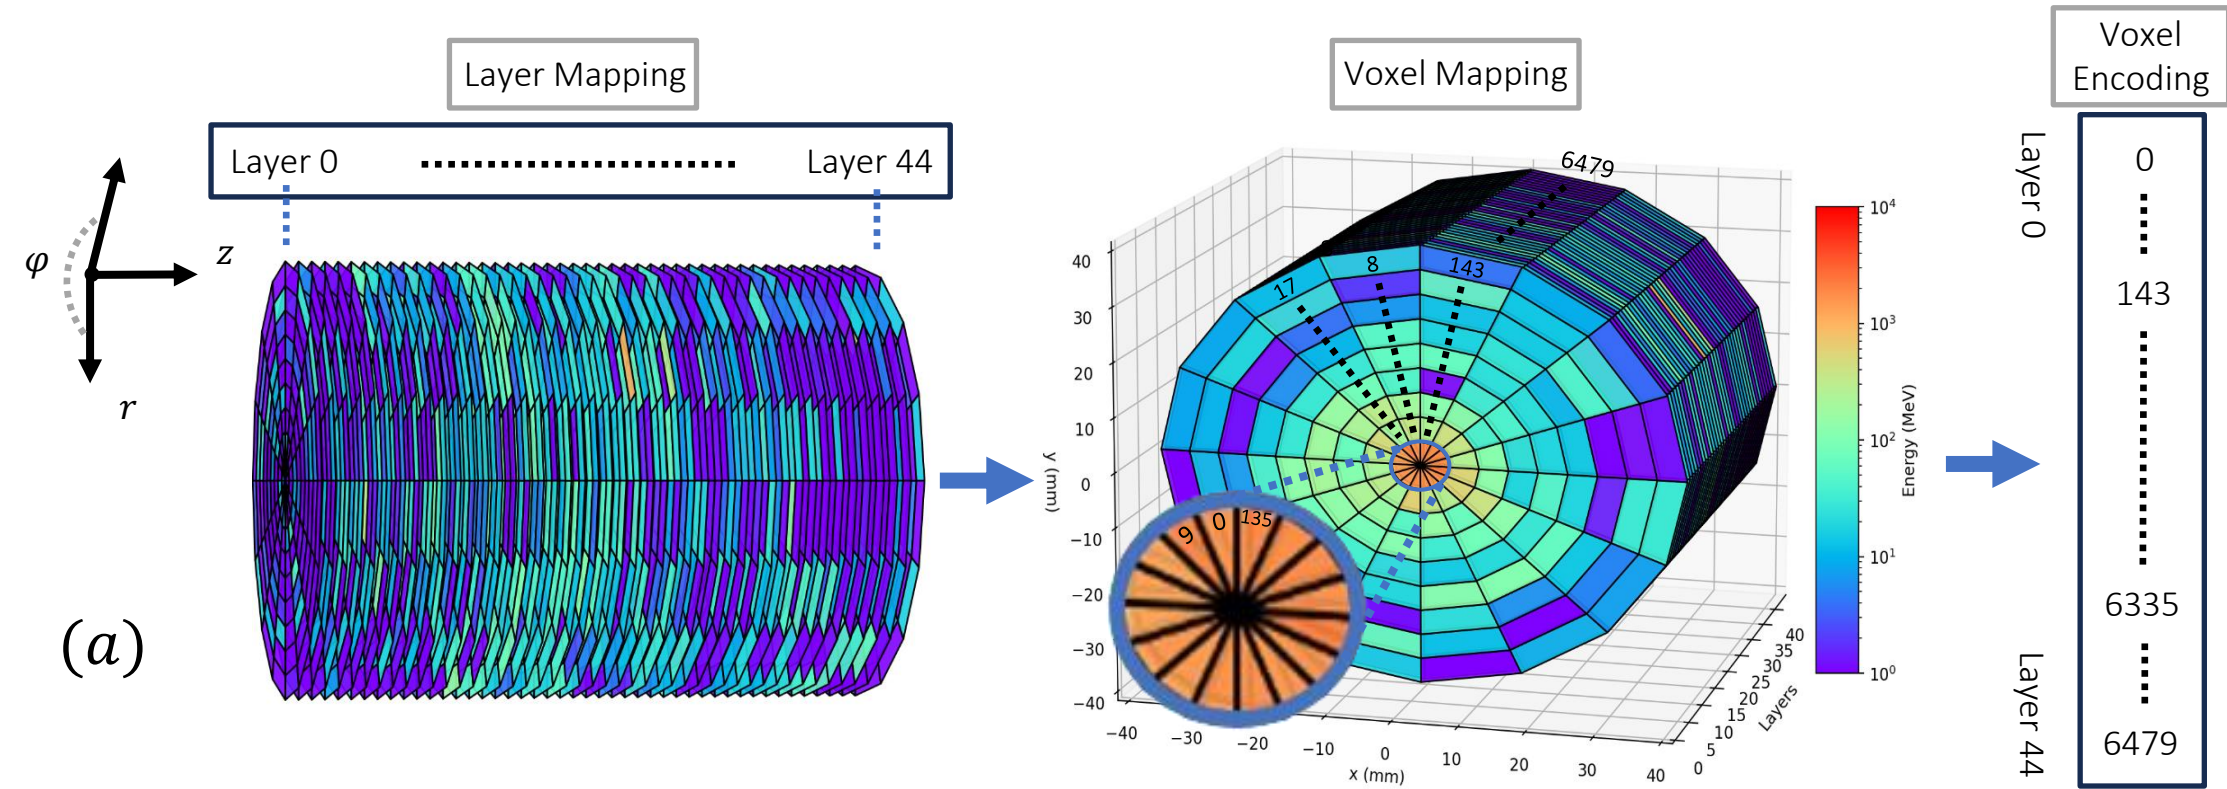 Layer Mapping
Layer 0
Layer 44
φ
z
r
(a)
Voxel Mapping
6479
17
8
143
9
0
135
40
30
20
10
0
−10
−20
−30
−40
y (mm)
−40
−30
−20
−10
0
10
20
30
40
x (mm)
0
5
10
15
20
25
30
35
40
Layers
10⁴
10³
10²
10¹
10⁰
Energy (MeV)
Voxel
Encoding
Layer 0
0
143
6335
Layer 44
6479